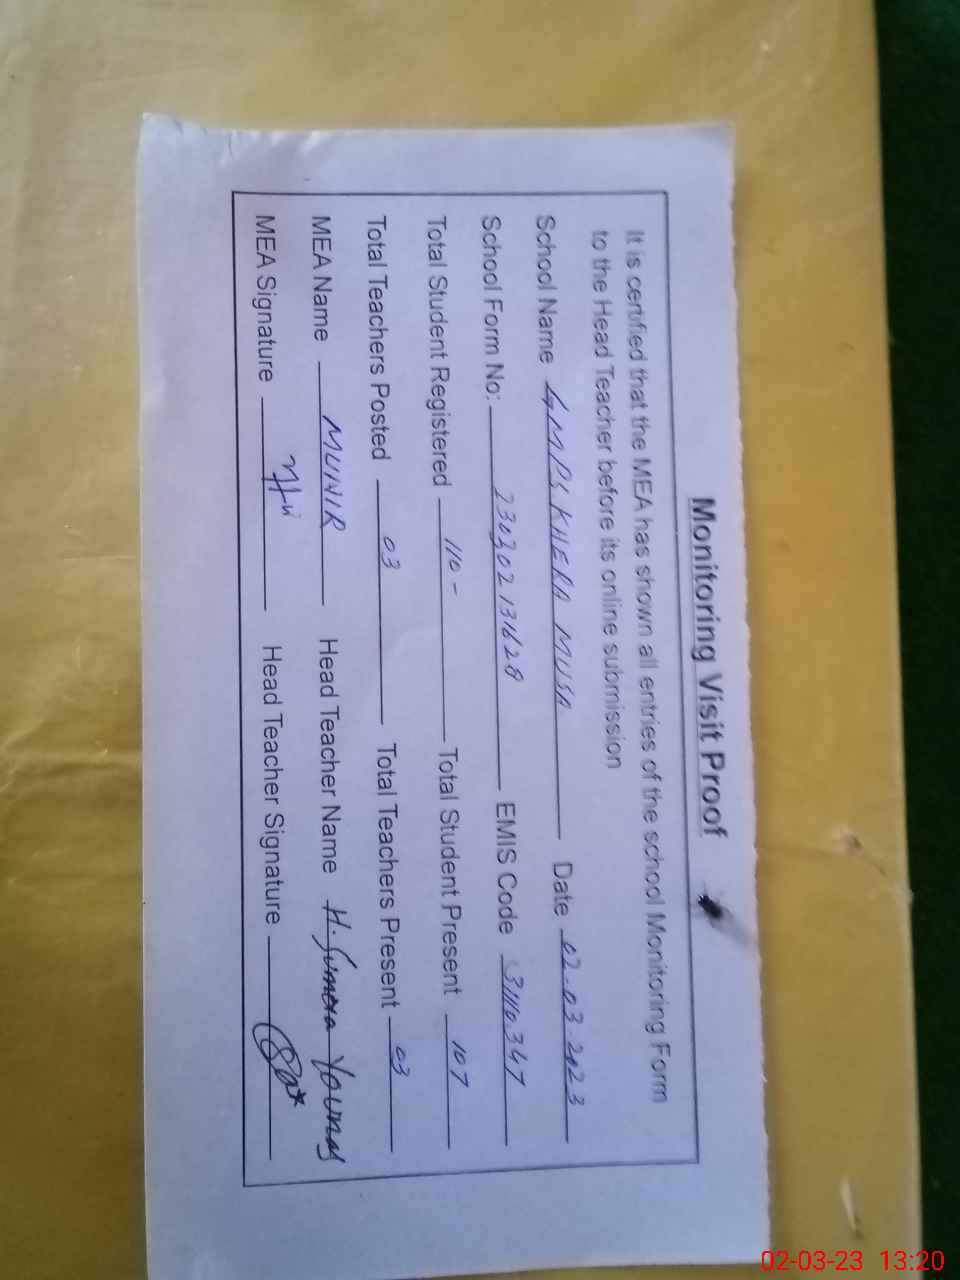 Monitoring Visit Proof
It is certified that the MEA has shown all entries of the school Monitoring Form
to the Head Teacher before its online submission
School Name GMPS KHERA MUSA Date 02.03.2023
School Form No: 230302131628 EMIS Code 31110347
Total Student Registered 110- Total Student Present 107
Total Teachers Posted 03 Total Teachers Present 03
MEA Name MUNIR Head Teacher Name H. Sumera Younas
MEA Signature Head Teacher Signature
02-03-23 13:20